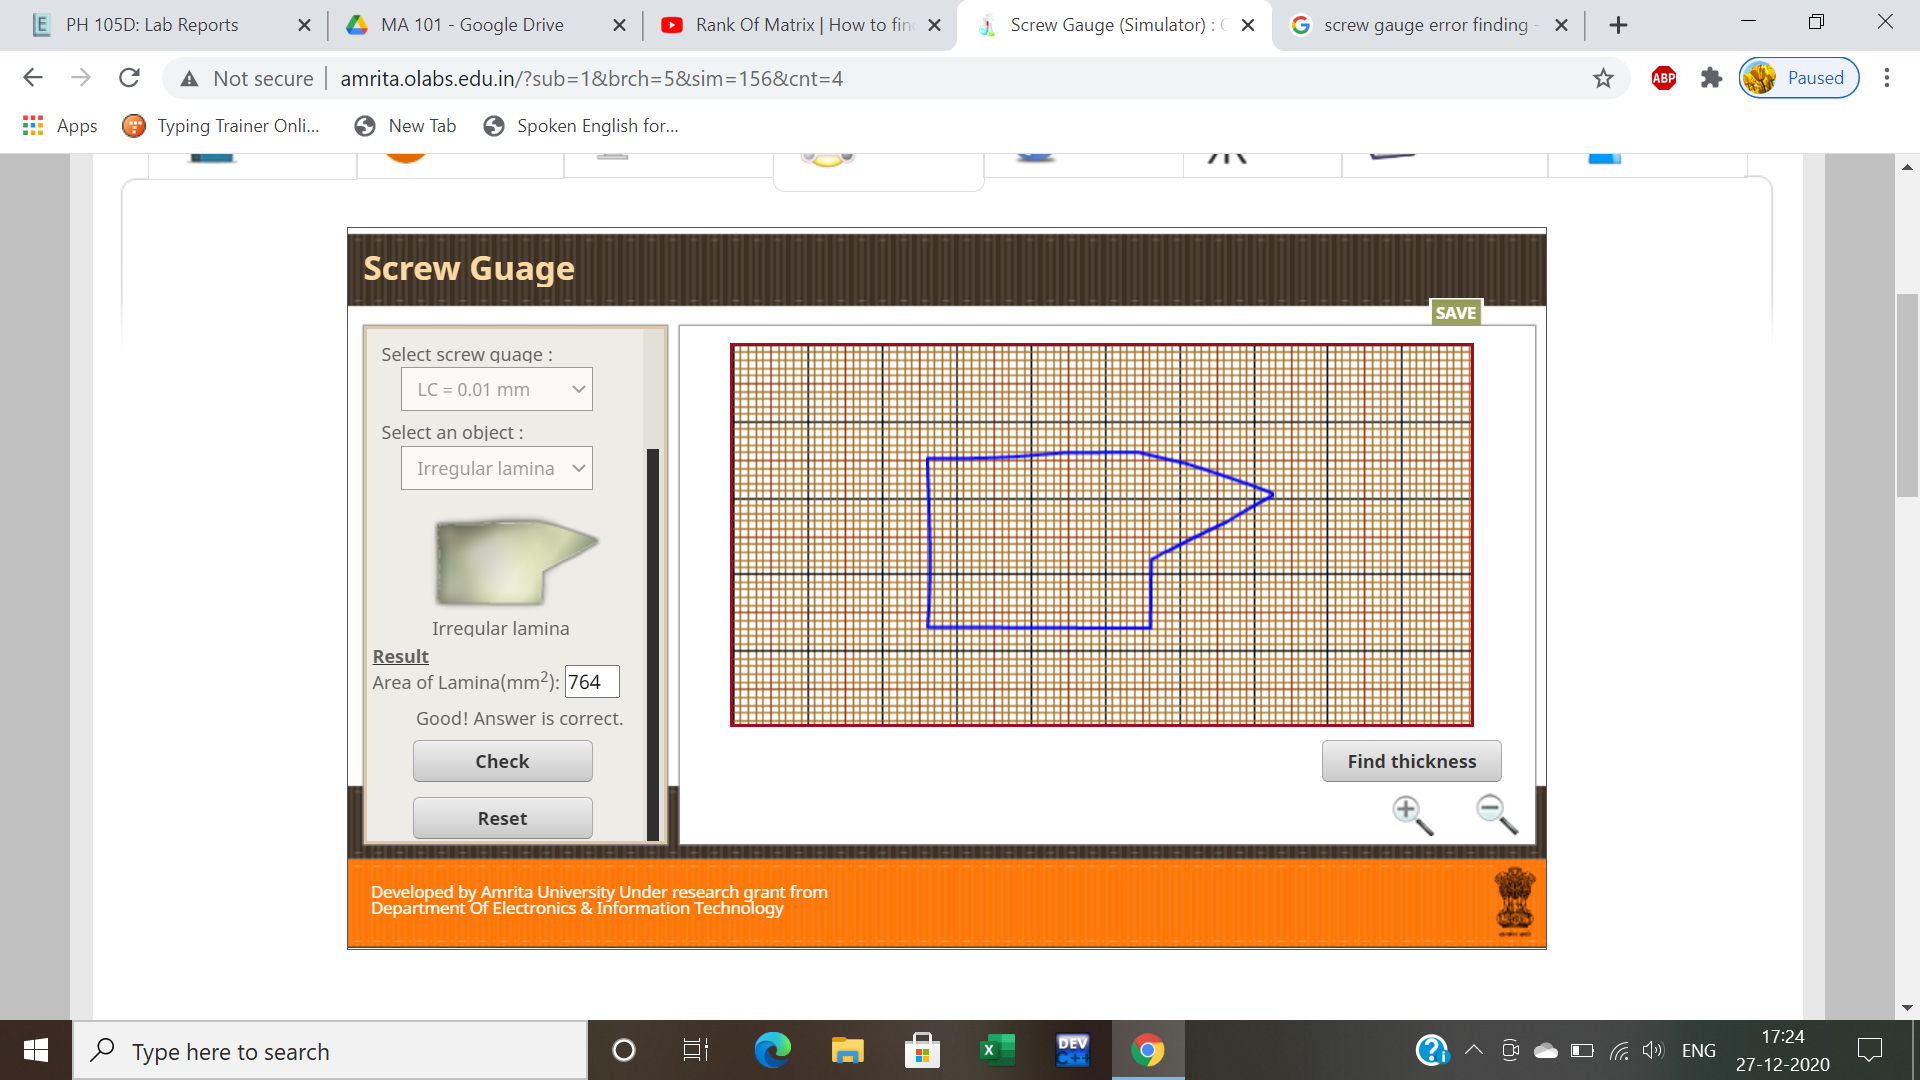 PH 105D: Lab Reports
MA 101 - Google Drive
Rank Of Matrix | How to fin
Screw Gauge (Simulator) : C
screw gauge error finding -
Not secure
amrita.olabs.edu.in/?sub=1&brch=5&sim=156&cnt=4
ABP
Paused
Apps
Typing Trainer Onli...
New Tab
Spoken English for...
Screw Guage
SAVE
Select screw guage :
LC = 0.01 mm
Select an object :
Irregular lamina
Irregular lamina
Result
Area of Lamina(mm²): 764
Good! Answer is correct.
Check
Reset
Find thickness
Developed by Amrita University Under research grant from
Department Of Electronics & Information Technology
Type here to search
DEV
C++
ENG
17:24
27-12-2020